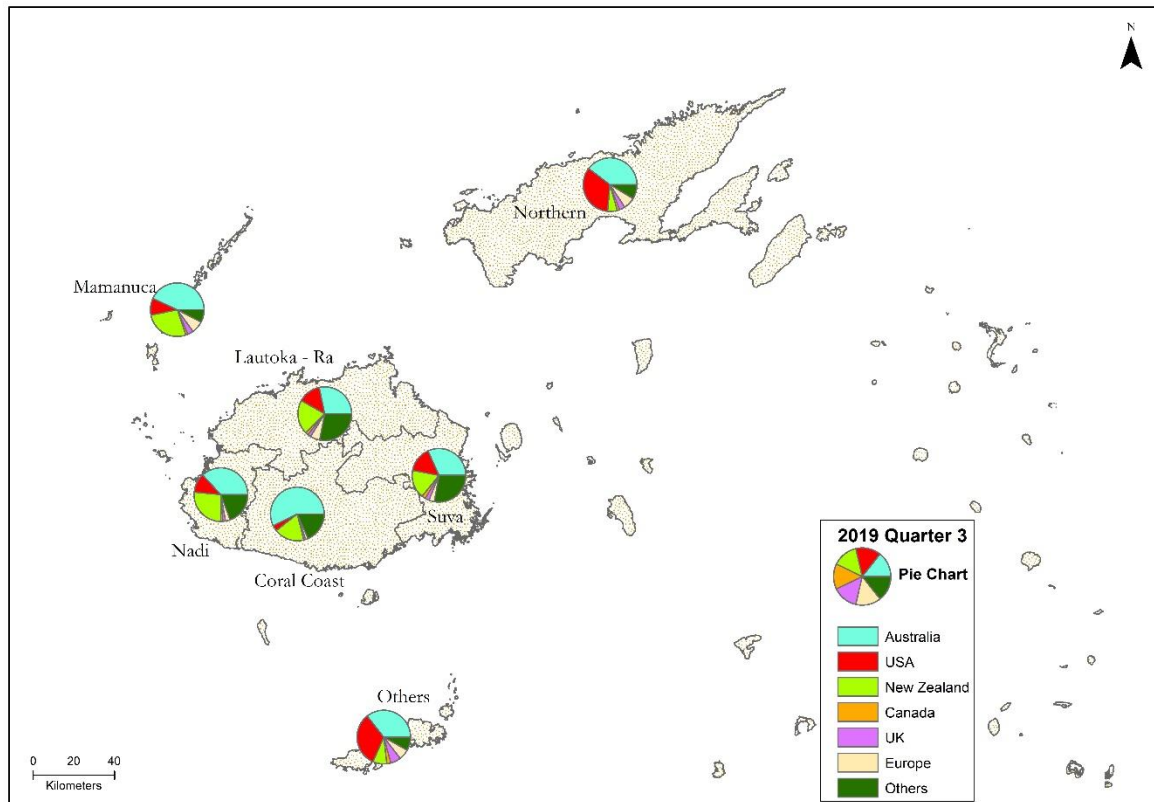 N
Northern
Mamanuca
Lautoka - Ra
Suva
Nadi
Coral Coast
Others
0 20 40
Kilometers
2019 Quarter 3
Pie Chart
Australia
USA
New Zealand
Canada
UK
Europe
Others